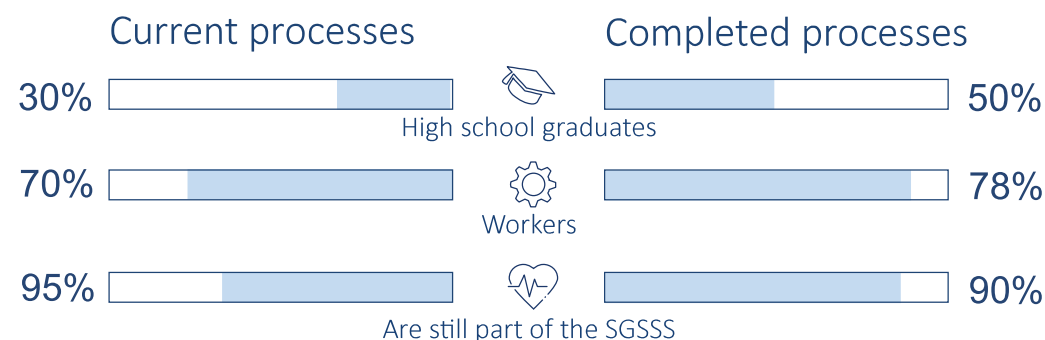 Current processes
Completed processes
30%
50%
High school graduates
70%
78%
Workers
95%
90%
Are still part of the SGSSS